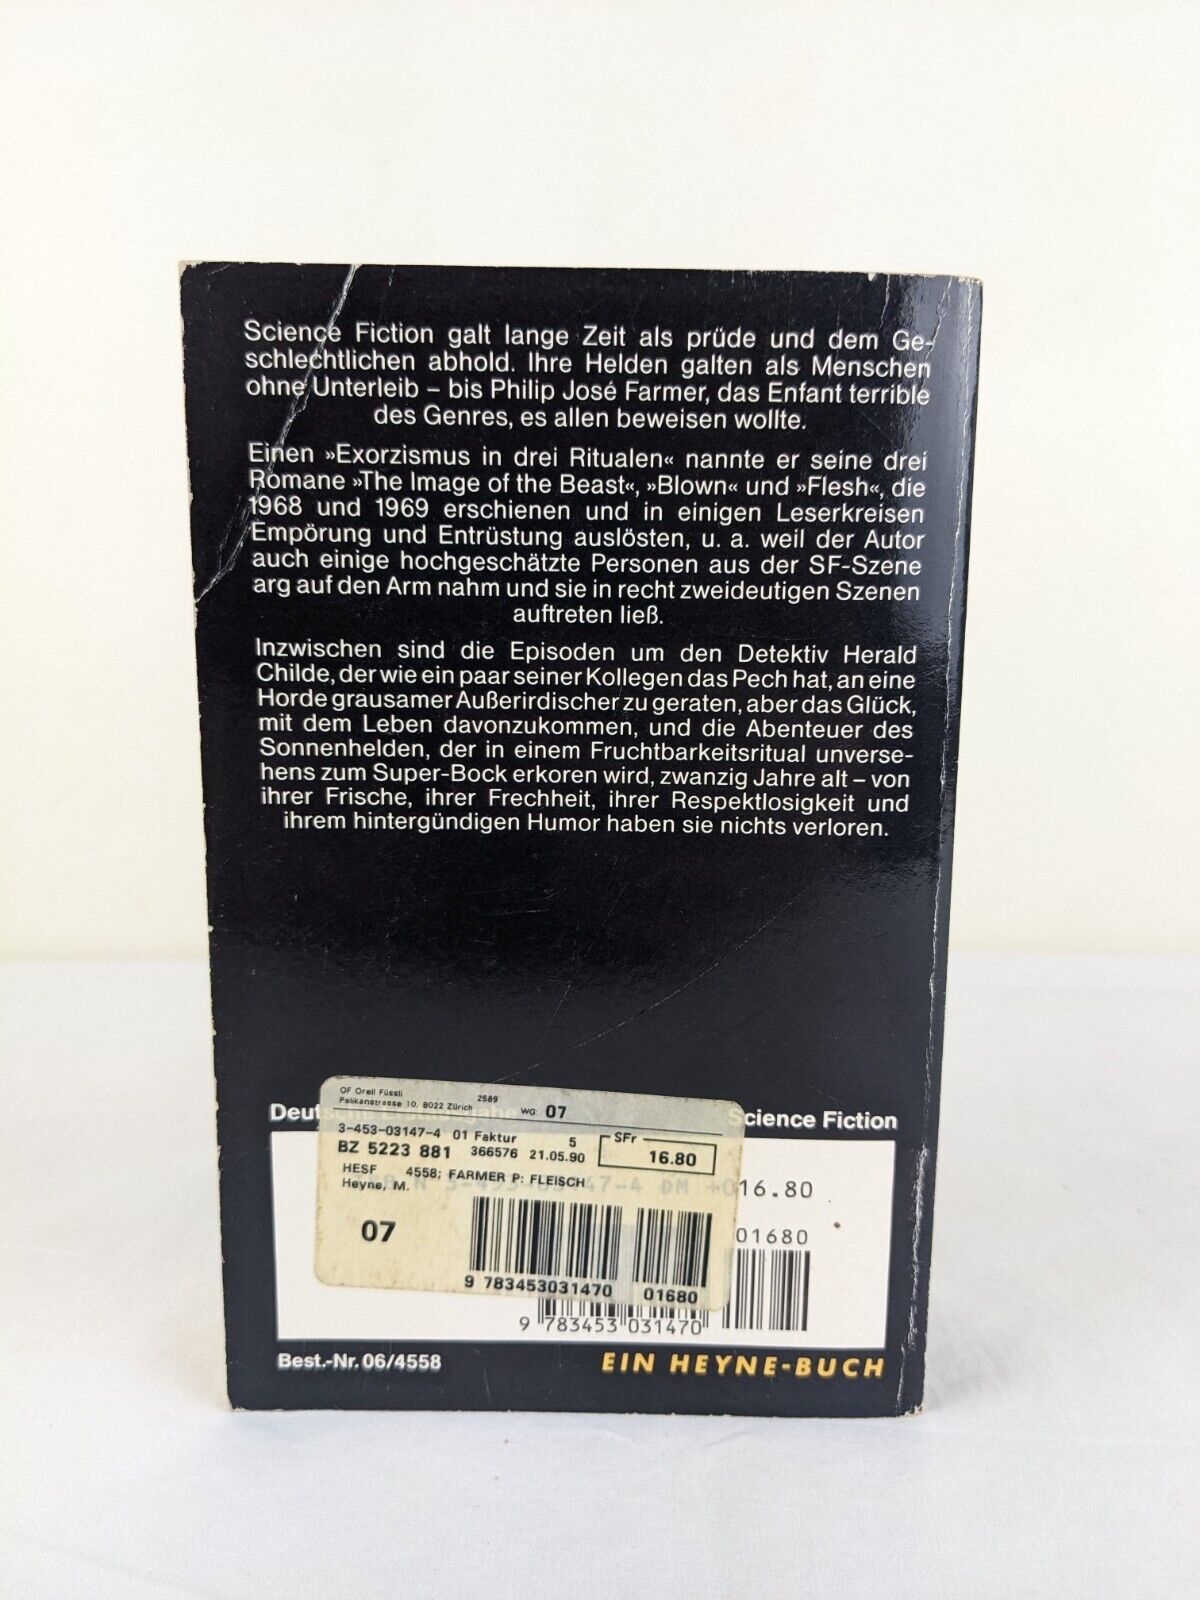 Science Fiction galt lange Zeit als prüde und dem Ge-
schlechtlichen abhold. Ihre Helden galten als Menschen
ohne Unterleib – bis Philip José Farmer, das Enfant terrible
des Genres, es allen beweisen wollte.
Einen »Exorzismus in drei Ritualen« nannte er seine drei
Romane »The Image of the Beast«, »Blown« und »Flesh«, die
1968 und 1969 erschienen und in einigen Leserkreisen
Empörung und Entrüstung auslösten, u. a. weil der Autor
auch einige hochgeschätzte Personen aus der SF-Szene
arg auf den Arm nahm und sie in recht zweideutigen Szenen
auftreten ließ.
Inzwischen sind die Episoden um den Detektiv Herald
Childe, der wie ein paar seiner Kollegen das Pech hat, an eine
Horde grausamer Außerirdischer zu geraten, aber das Glück,
mit dem Leben davonzukommen, und die Abenteuer des
Sonnenhelden, der in einem Fruchtbarkeitsritual unverse-
hens zum Super-Bock erkoren wird, zwanzig Jahre alt – von
ihrer Frische, ihrer Frechheit, ihrer Respektlosigkeit und
ihrem hintergündigen Humor haben sie nichts verloren.
Science Fiction
OF Orell Füssli
Pelikanstrasse 10, 8022 Zürich 2589 WG: 07
3-453-03147-4 01 Faktur 5 SFr
BZ 5223 881 366576 21.05.90 16.80
HESF 4558; FARMER P: FLEISCH
Heyne, M.
DM +016.80
07
01680
9 783453031470 01680
9 783453 031470
Best.-Nr. 06/4558 EIN HEYNE-BUCH